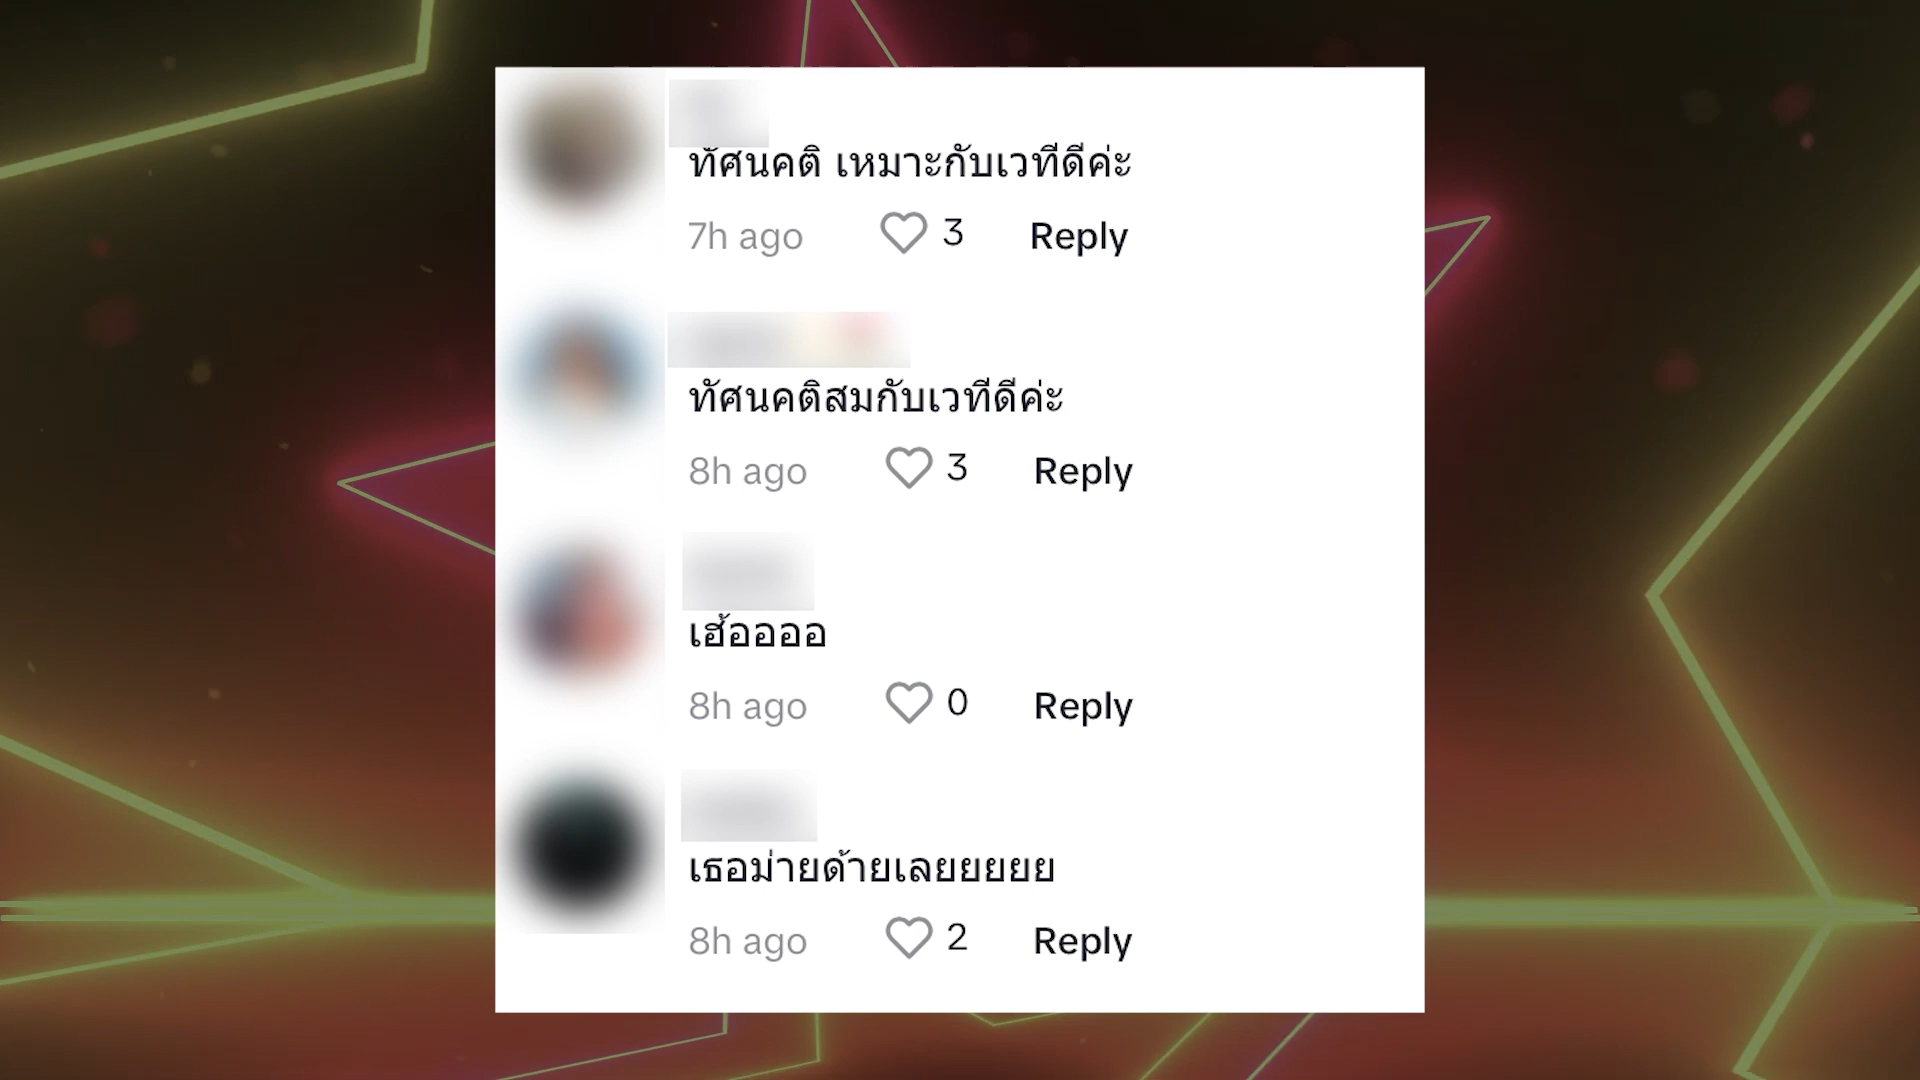 ทัศนคติ เหมาะกับเวทีดีค่ะ
7h ago 3 Reply
ทัศนคติสมกับเวทีดีค่ะ
8h ago 3 Reply
เฮ้ออออ
8h ago 0 Reply
เธอม่ายด้ายเลยยยยย
8h ago 2 Reply